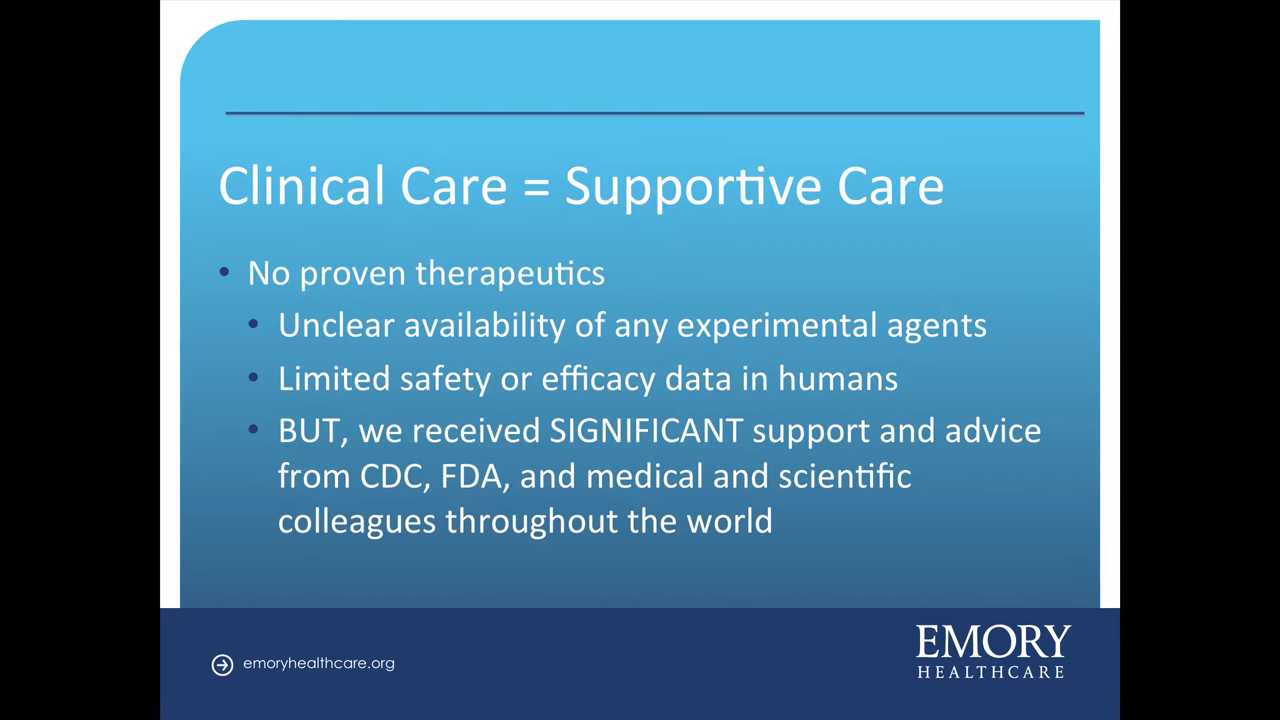 Clinical Care = Supportive Care
• No proven therapeutics
• Unclear availability of any experimental agents
• Limited safety or efficacy data in humans
• BUT, we received SIGNIFICANT support and advice
from CDC, FDA, and medical and scientific
colleagues throughout the world
emoryhealthcare.org
EMORY
HEALTHCARE